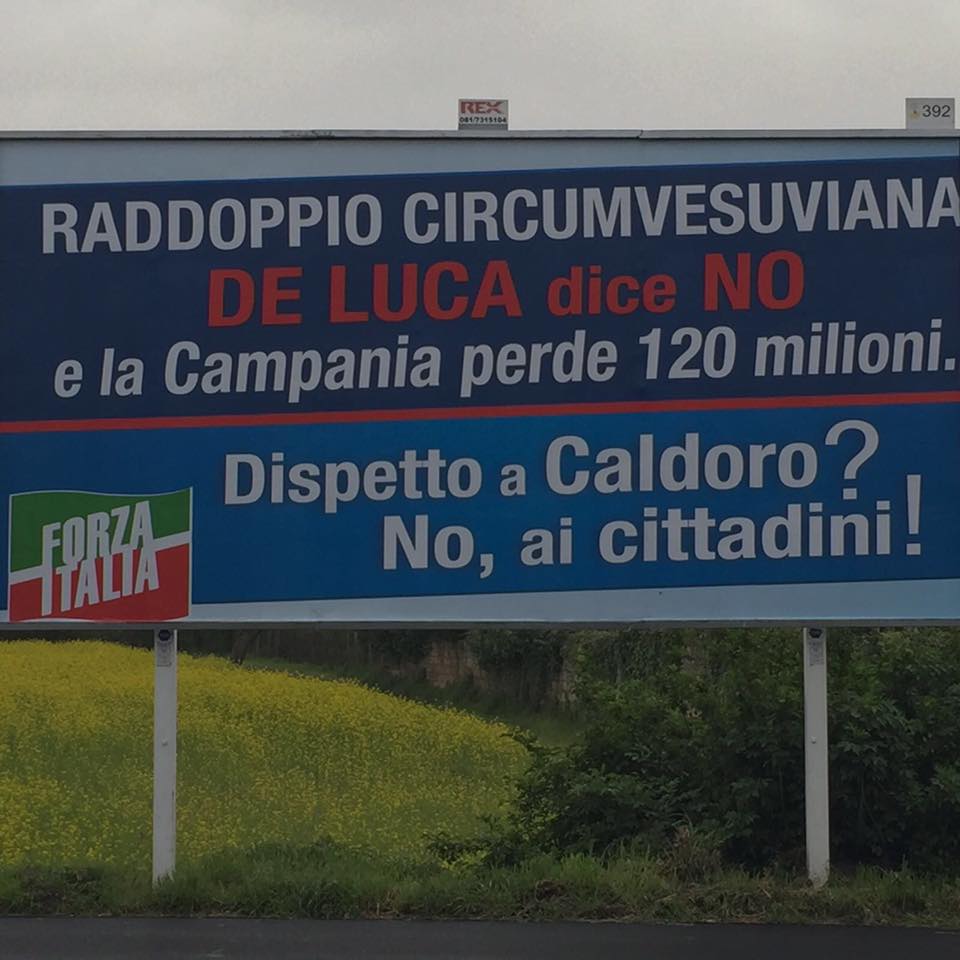 REX
081/7315104
392
RADDOPPIO CIRCUMVESUVIANA
DE LUCA dice NO
e la Campania perde 120 milioni.
Dispetto a Caldoro?
No, ai cittadini!
FORZA
ITALIA